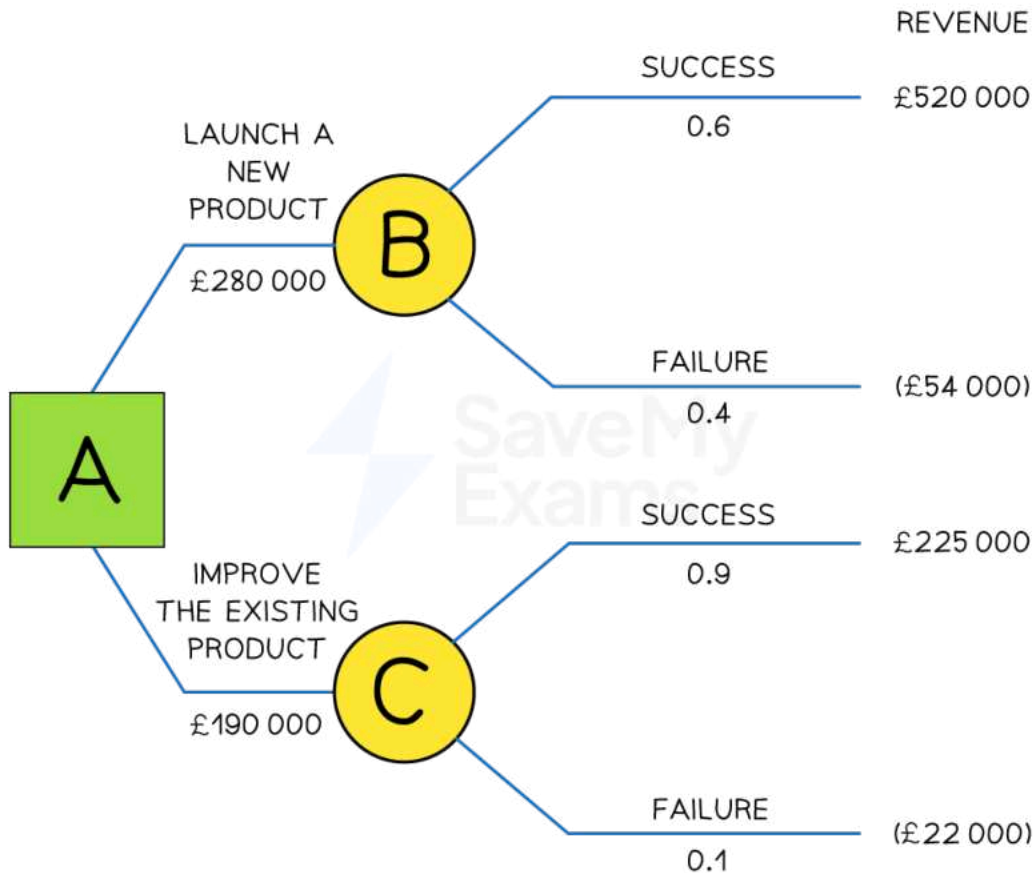 REVENUE
SUCCESS
£520 000
0.6
LAUNCH A
NEW
PRODUCT
B
£280 000
FAILURE
(£54 000)
0.4
A
SaveMy
Exams
SUCCESS
£225 000
0.9
IMPROVE
THE EXISTING
PRODUCT
C
£190 000
FAILURE
(£22 000)
0.1